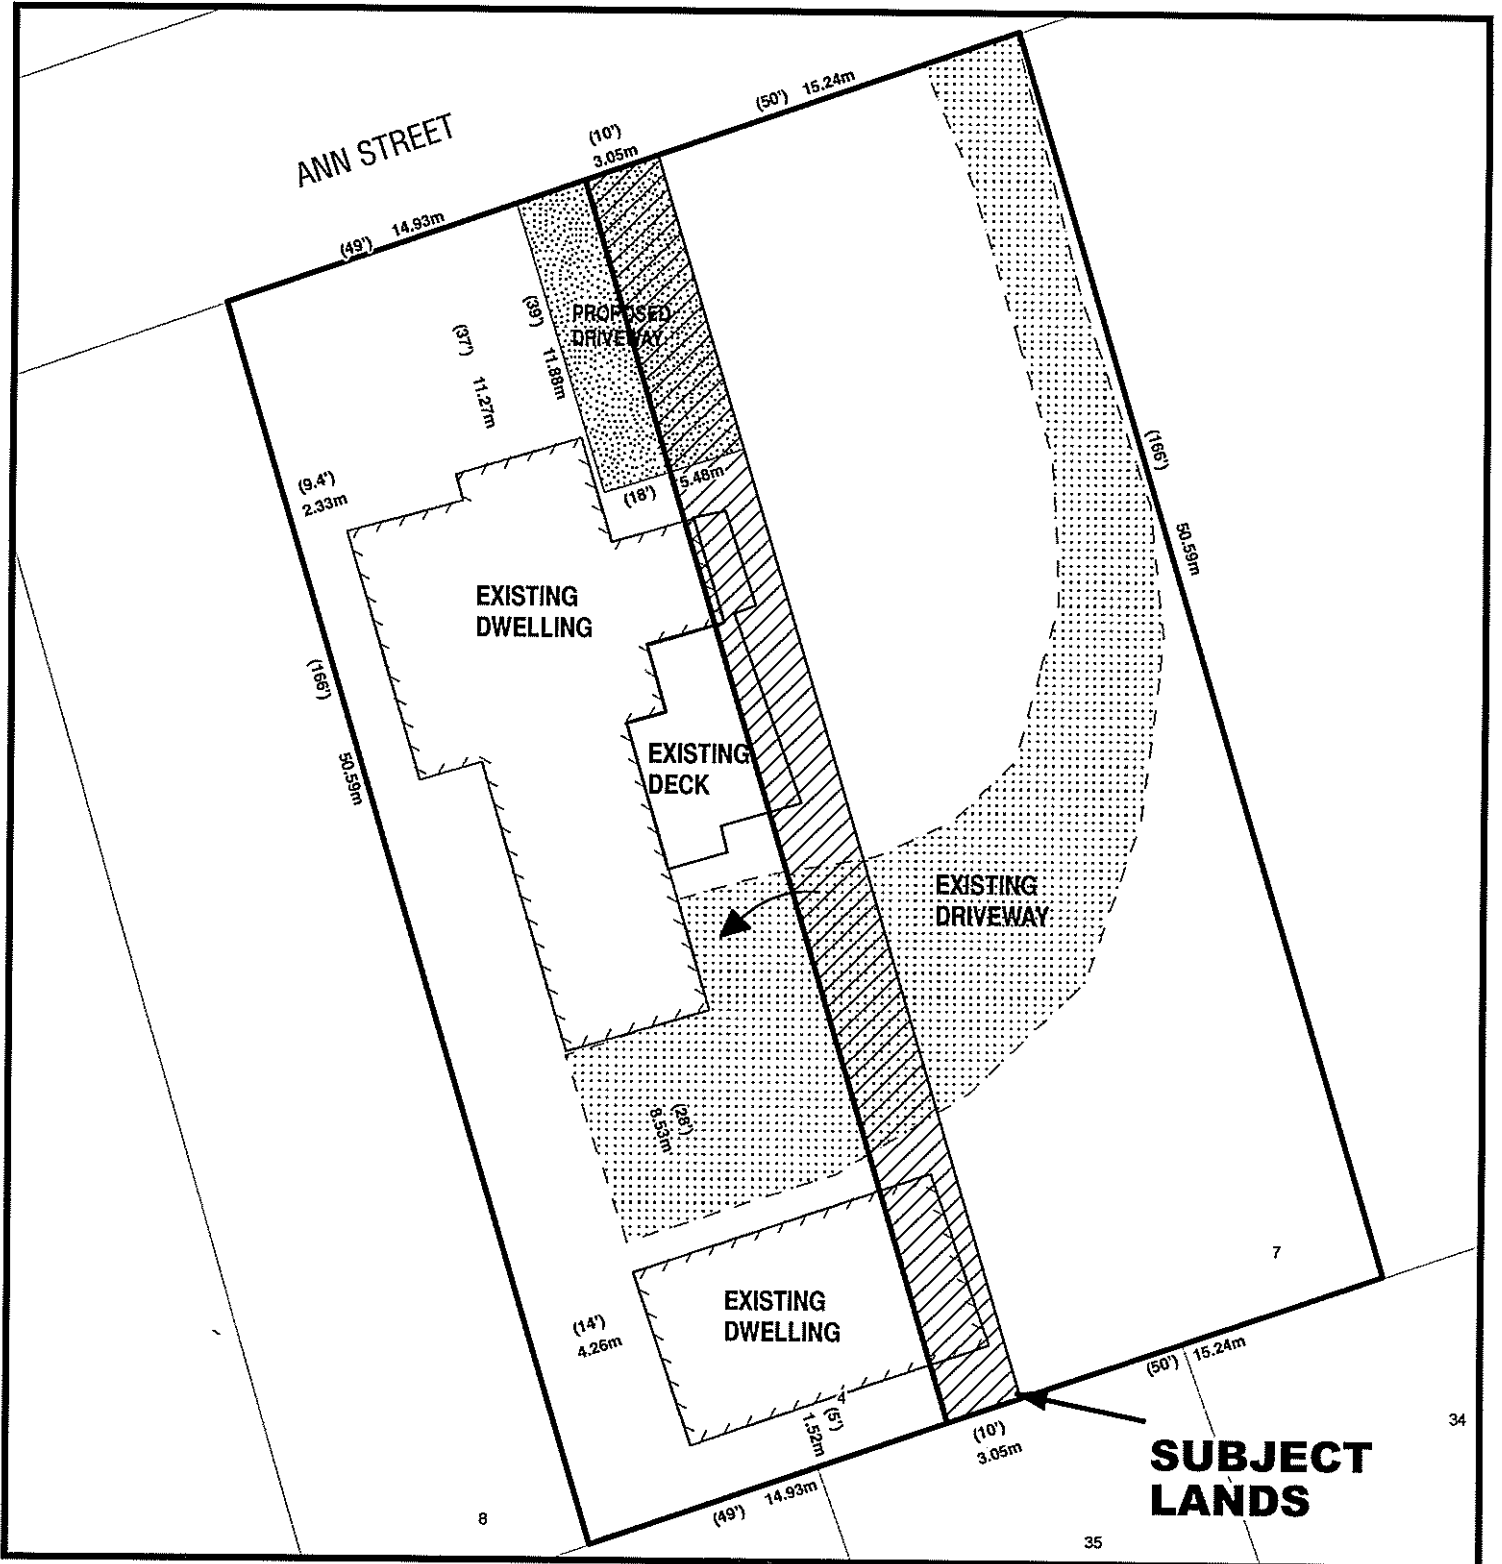 (50') 15.24m
(10')
3.05m
ANN STREET
(49') 14.93m
PROPOSED
DRIVEWAY
(39') 11.88m
(37') 11.27m
(9.4')
2.33m
(18') 5.48m
(166') 50.59m
EXISTING
DWELLING
(166') 50.59m
EXISTING
DECK
EXISTING
DRIVEWAY
(28')
8.53m
7
EXISTING
DWELLING
(14')
4.26m
4
(5')
1.52m
(50') 15.24m
(10')
3.05m
SUBJECT
LANDS
34
(49') 14.93m
8
35